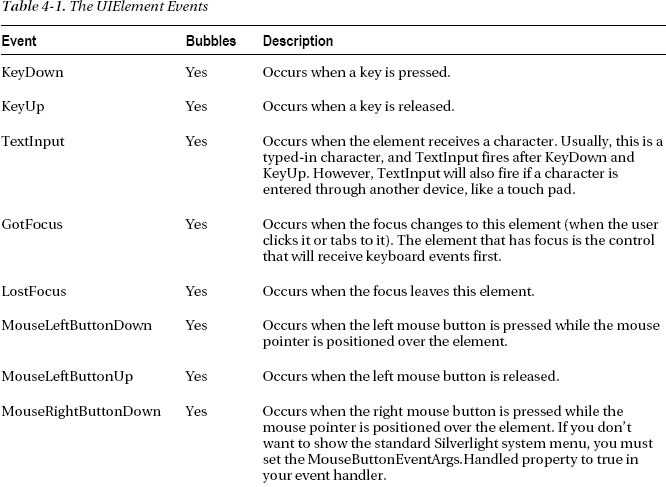 Table 4-1. The UIElement Events
Event Bubbles Description
KeyDown Yes Occurs when a key is pressed.
KeyUp Yes Occurs when a key is released.
TextInput Yes Occurs when the element receives a character. Usually, this is a
typed-in character, and TextInput fires after KeyDown and
KeyUp. However, TextInput will also fire if a character is
entered through another device, like a touch pad.
GotFocus Yes Occurs when the focus changes to this element (when the user
clicks it or tabs to it). The element that has focus is the control
that will receive keyboard events first.
LostFocus Yes Occurs when the focus leaves this element.
MouseLeftButtonDown Yes Occurs when the left mouse button is pressed while the mouse
pointer is positioned over the element.
MouseLeftButtonUp Yes Occurs when the left mouse button is released.
MouseRightButtonDown Yes Occurs when the right mouse button is pressed while the
mouse pointer is positioned over the element. If you don't
want to show the standard Silverlight system menu, you must
set the MouseButtonEventArgs.Handled property to true in
your event handler.